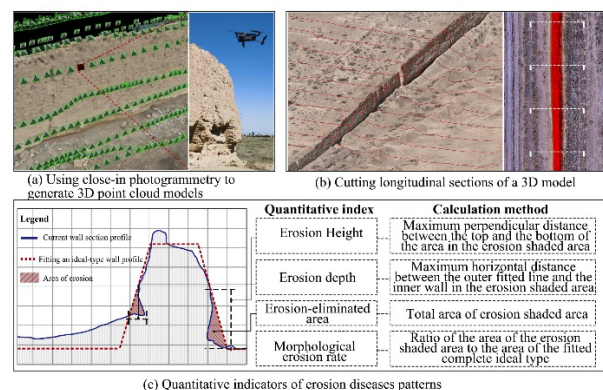 (a) Using close-in photogrammetry to
generate 3D point cloud models
(b) Cutting longitudinal sections of a 3D model
Legend
Current wall section profile
Fitting an ideal-type wall profile
Area of erosion
Quantitative index
Calculation method
Erosion Height
Maximum perpendicular distance
between the top and the bottom of
the area in the erosion shaded area
Erosion depth
Maximum horizontal distance
between the outer fitted line and the
inner wall in the erosion shaded area
Erosion-eliminated
area
Total area of erosion shaded area
Morphological
erosion rate
Ratio of the area of the erosion
shaded area to the area of the fitted
complete ideal type
(c) Quantitative indicators of erosion diseases patterns